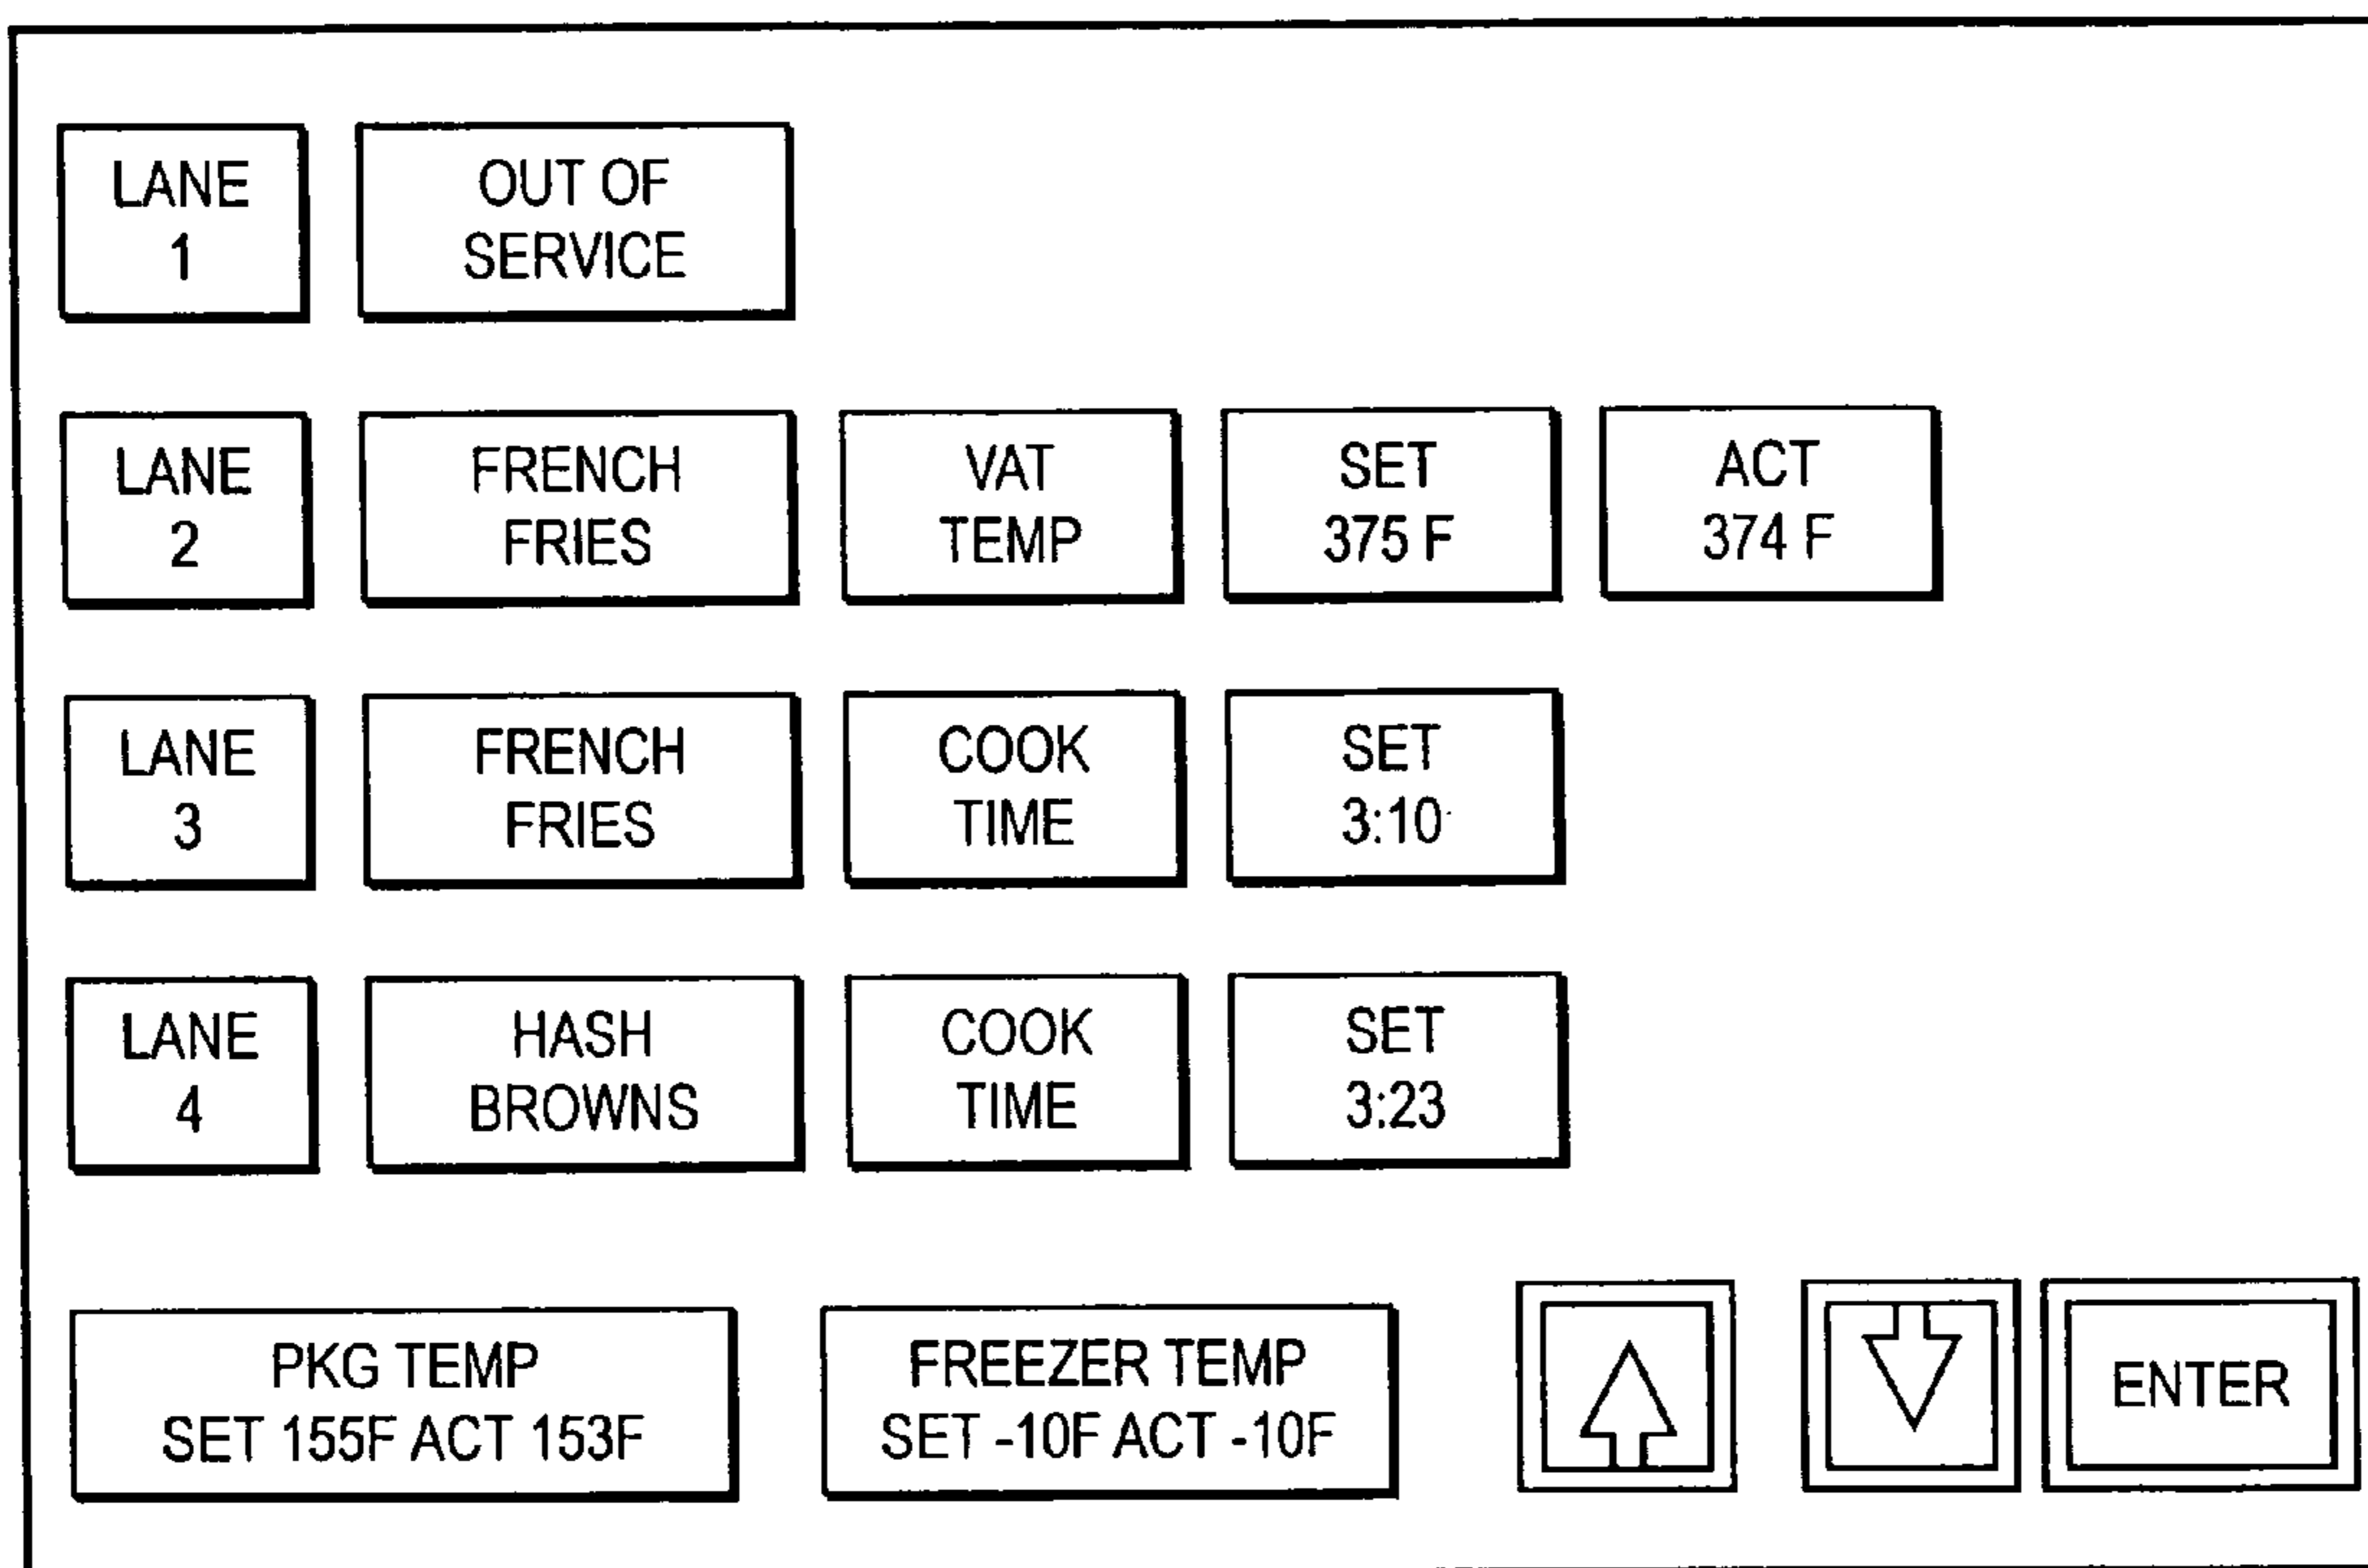 LANE
1
OUT OF
SERVICE
LANE
2
FRENCH
FRIES
VAT
TEMP
SET
375 F
ACT
374 F
LANE
3
FRENCH
FRIES
COOK
TIME
SET
3:10
LANE
4
HASH
BROWNS
COOK
TIME
SET
3:23
PKG TEMP
SET 155F ACT 153F
FREEZER TEMP
SET -10F ACT -10F
ENTER